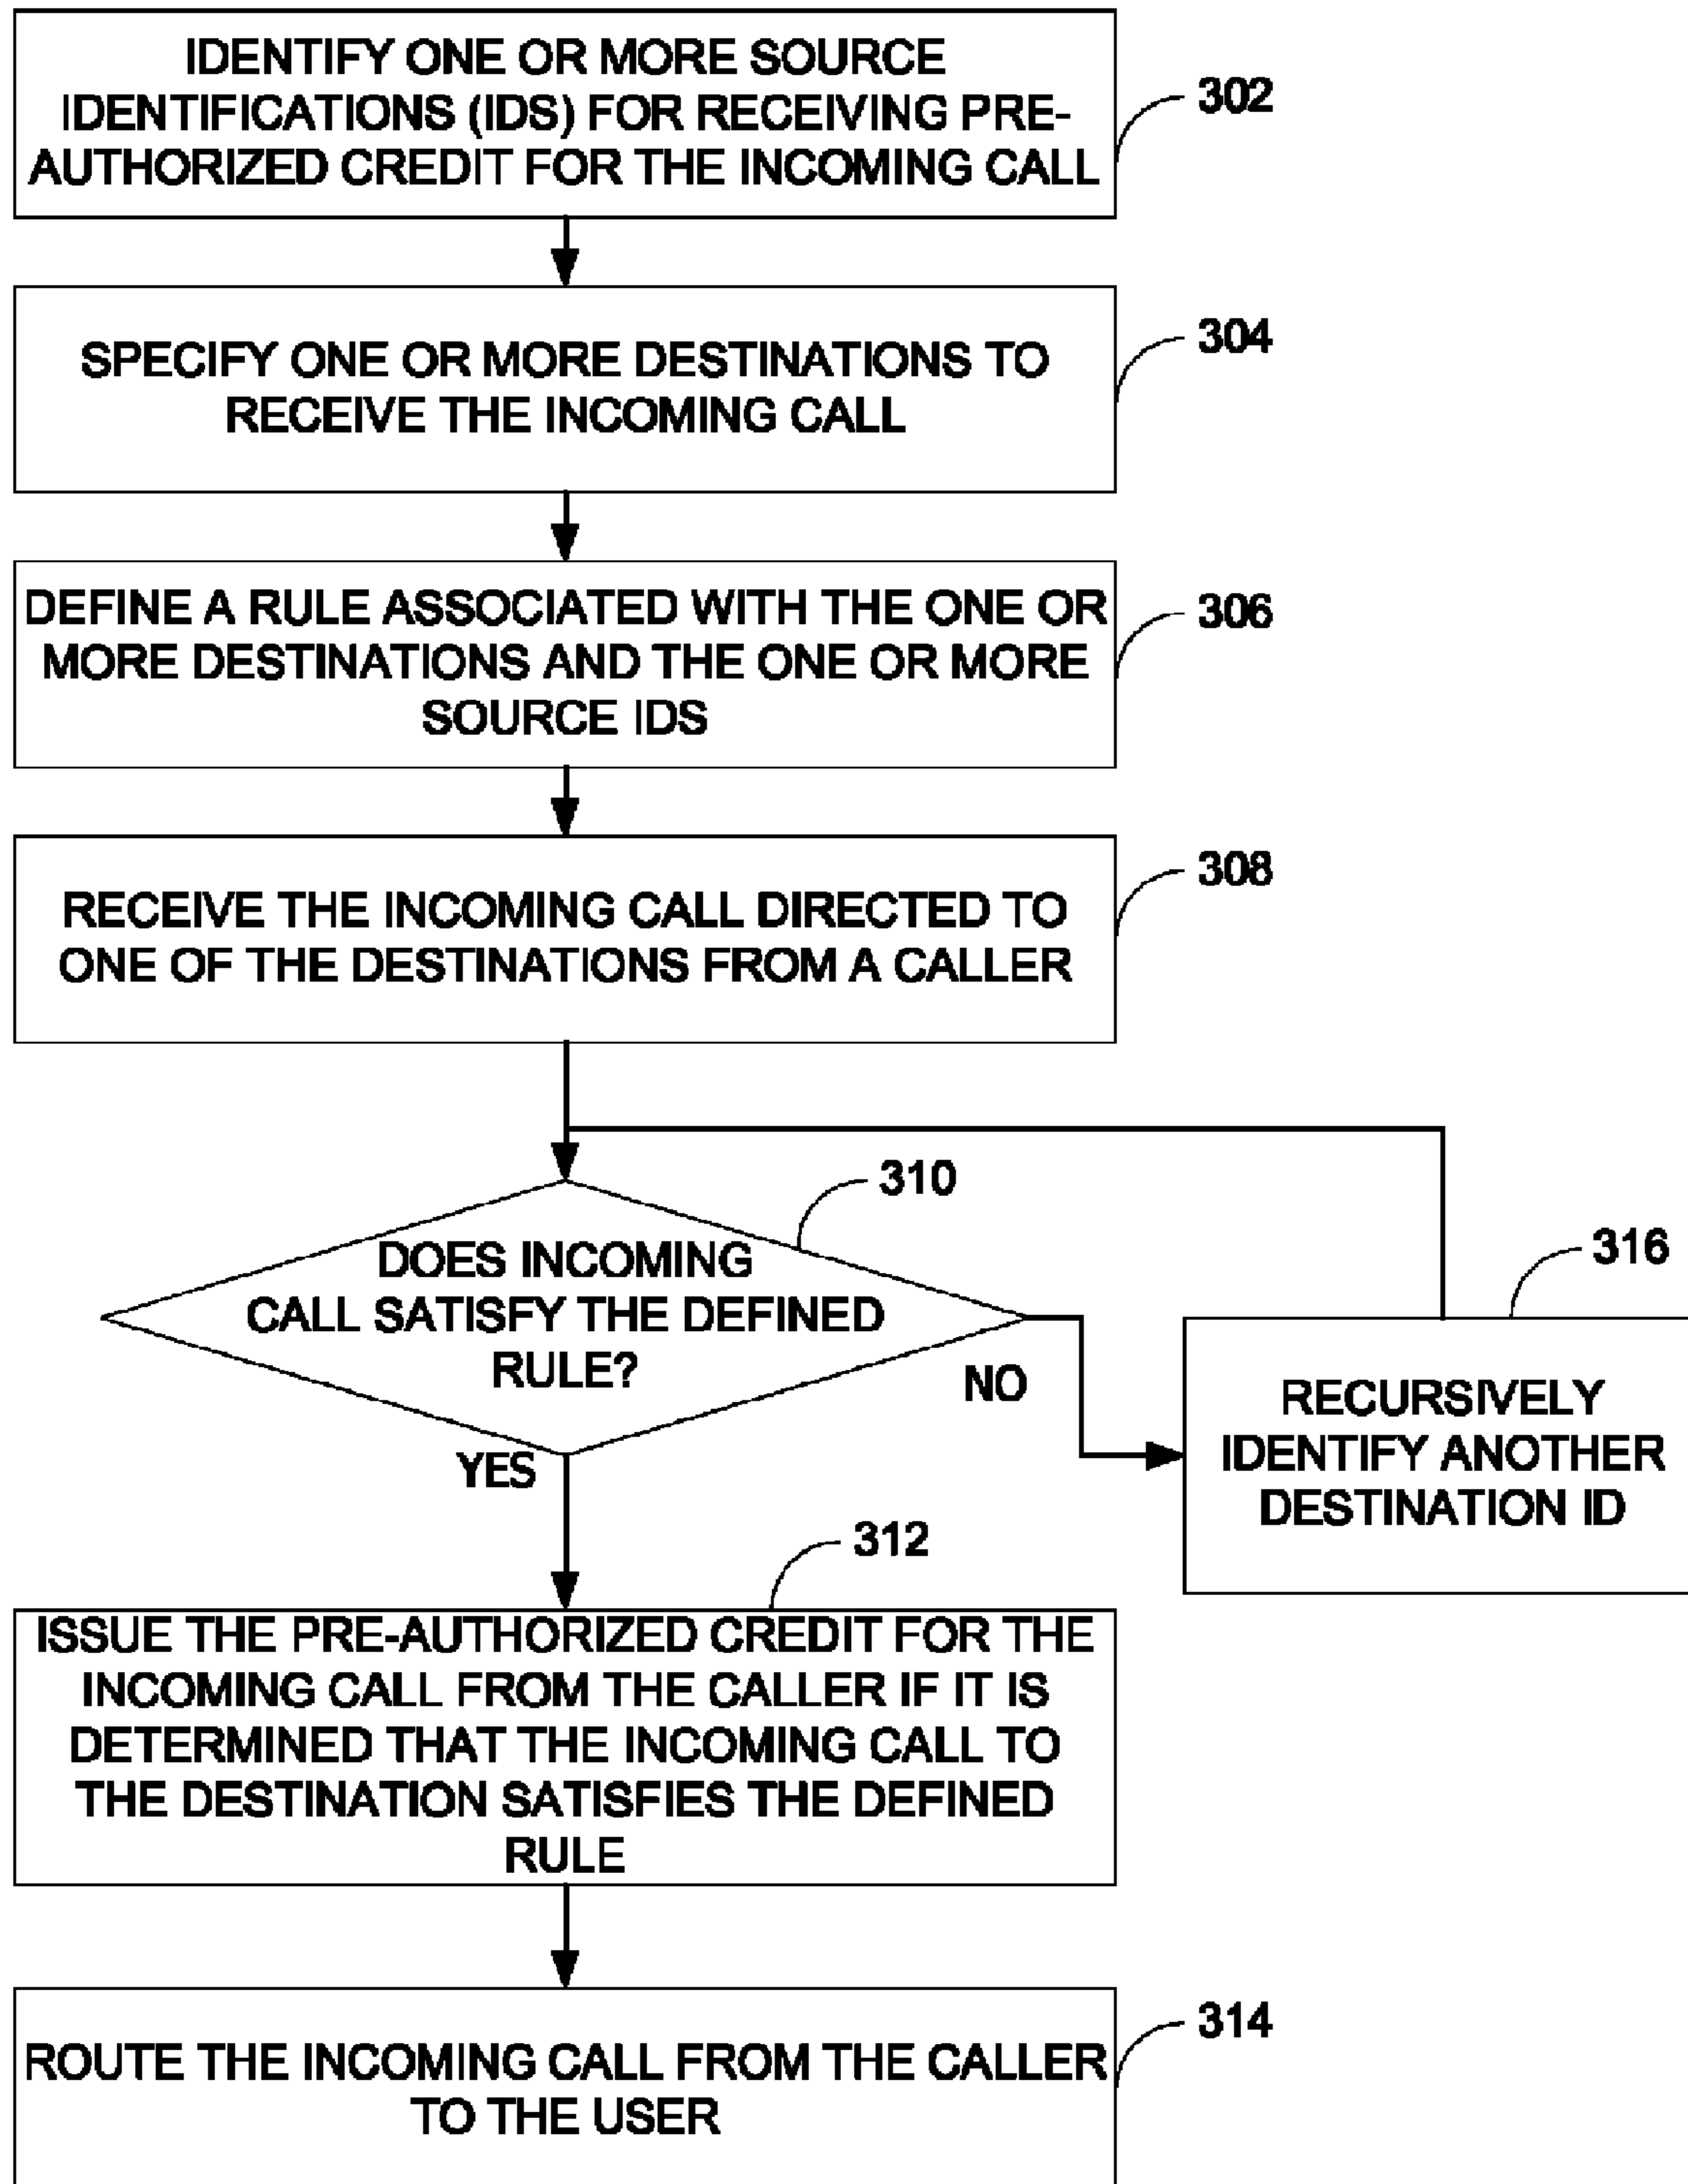 IDENTIFY ONE OR MORE SOURCE
IDENTIFICATIONS (IDS) FOR RECEIVING PRE-
AUTHORIZED CREDIT FOR THE INCOMING CALL
302
SPECIFY ONE OR MORE DESTINATIONS TO
RECEIVE THE INCOMING CALL
304
DEFINE A RULE ASSOCIATED WITH THE ONE OR
MORE DESTINATIONS AND THE ONE OR MORE
SOURCE IDS
306
RECEIVE THE INCOMING CALL DIRECTED TO
ONE OF THE DESTINATIONS FROM A CALLER
308
DOES INCOMING
CALL SATISFY THE DEFINED
RULE?
310
NO
YES
RECURSIVELY
IDENTIFY ANOTHER
DESTINATION ID
316
ISSUE THE PRE-AUTHORIZED CREDIT FOR THE
INCOMING CALL FROM THE CALLER IF IT IS
DETERMINED THAT THE INCOMING CALL TO
THE DESTINATION SATISFIES THE DEFINED
RULE
312
ROUTE THE INCOMING CALL FROM THE CALLER
TO THE USER
314